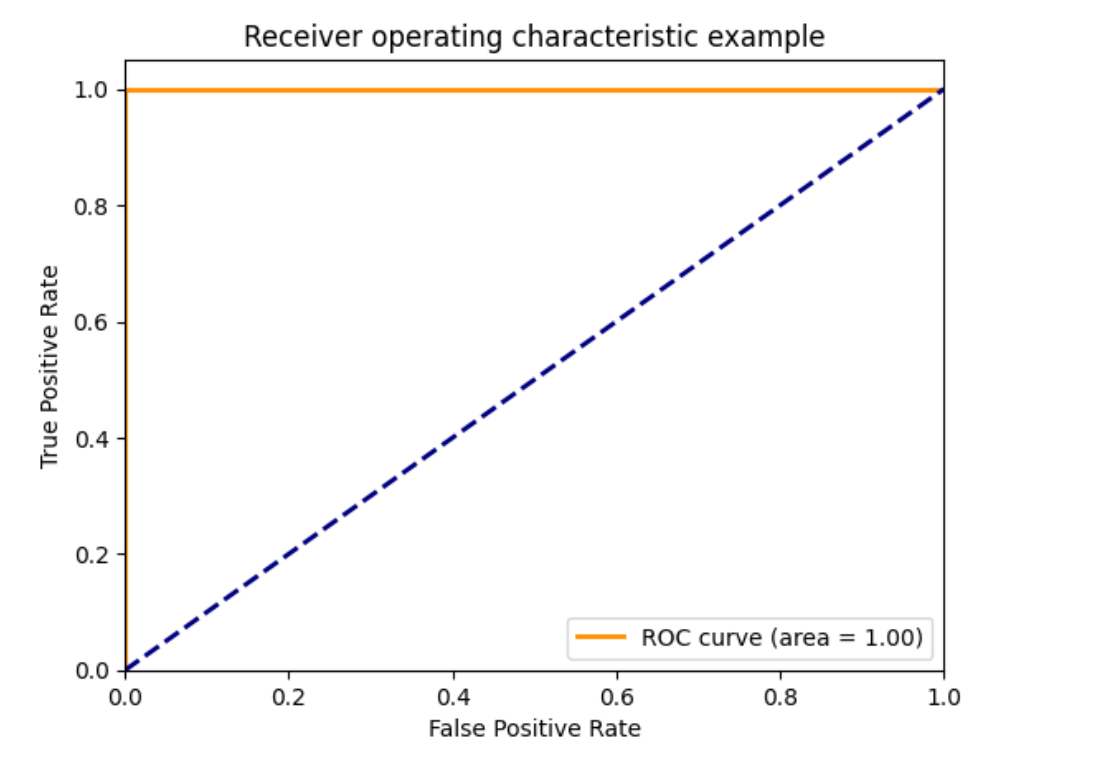 Receiver operating characteristic example
1.0
0.8
0.6
0.4
0.2
0.0
True Positive Rate
ROC curve (area = 1.00)
0.0 0.2 0.4 0.6 0.8 1.0
False Positive Rate